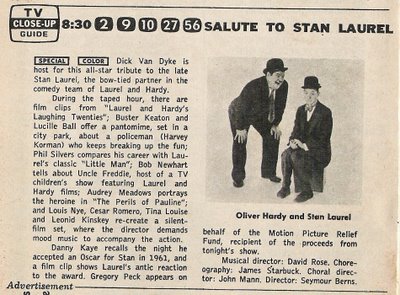 TV
CLOSE-UP
GUIDE
8:30 2 9 10 27 56 SALUTE TO STAN LAUREL
SPECIAL COLOR Dick Van Dyke is
host for this all-star tribute to the late
Stan Laurel, the bow-tied partner in the
comedy team of Laurel and Hardy.
During the taped hour, there are
film clips from "Laurel and Hardy's
Laughing Twenties"; Buster Keaton and
Lucille Ball offer a pantomime, set in a
city park, about a policeman (Harvey
Korman) who keeps breaking up the fun;
Phil Silvers compares his career with Lau-
rel's classic "Little Man"; Bob Newhart
tells about Uncle Freddie, host of a TV
children's show featuring Laurel and
Hardy films; Audrey Meadows portrays
the heroine in "The Perils of Pauline";
and Louis Nye, Cesar Romero, Tina Louise
and Leonid Kinskey re-create a silent-
film set, where the director demands
mood music to accompany the action.
Danny Kaye recalls the night he
accepted an Oscar for Stan in 1961, and
a film clip shows Laurel's antic reaction
to the award. Gregory Peck appears on
Oliver Hardy and Stan Laurel
behalf of the Motion Picture Relief
Fund, recipient of the proceeds from
tonight's show.
Musical director: David Rose. Chore-
ography: James Starbuck. Choral direc-
tor: John Mann. Director: Seymour Berns.
Advertisement